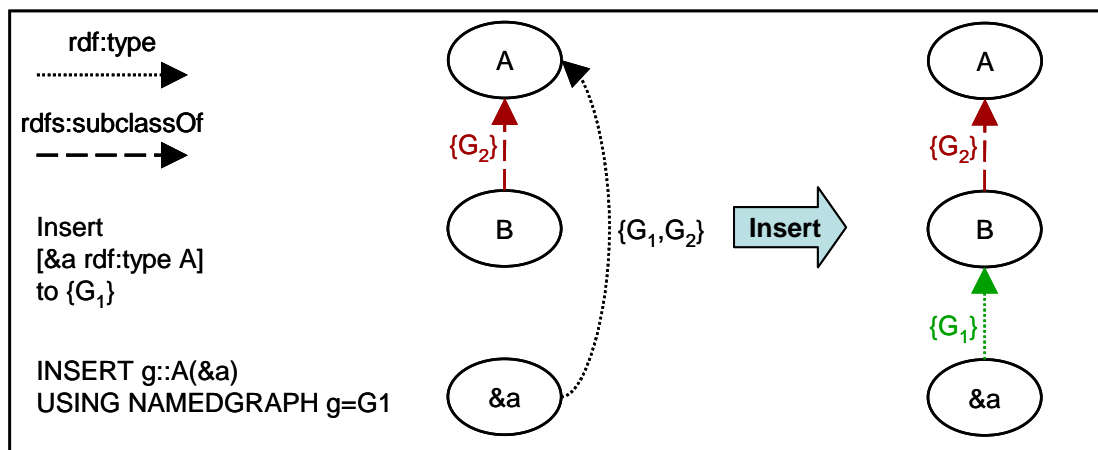 rdf:type
rdfs:subclassOf
Insert
[&a rdf:type A]
to {G₁}
INSERT g::A(&a)
USING NAMEDGRAPH g=G1
A
{G₂}
B
{G₁,G₂}
&a
Insert
A
{G₂}
B
{G₁}
&a